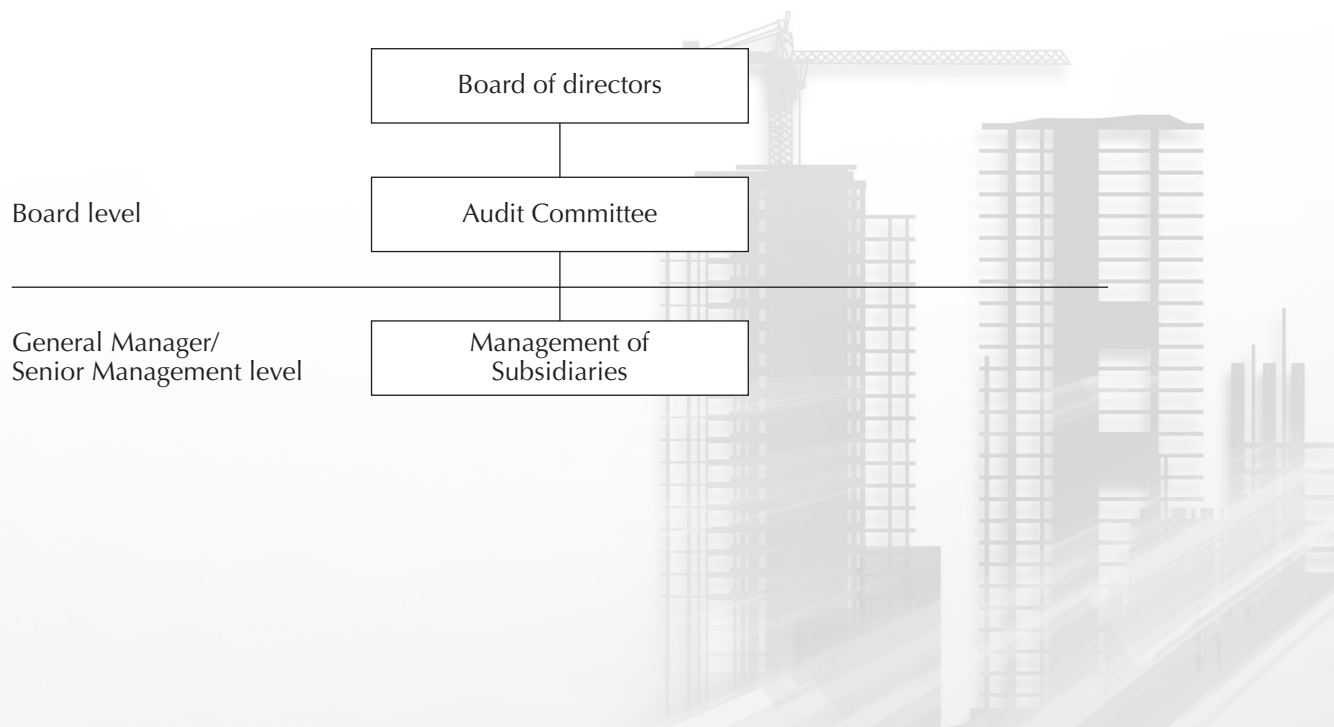 Board of directors
Board level
Audit Committee
General Manager/
Senior Management level
Management of
Subsidiaries